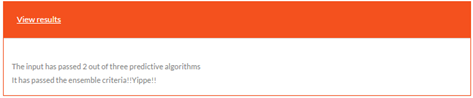 View results
The input has passed 2 out of three predictive algorithms
It has passed the ensemble criteria!!Yippe!!